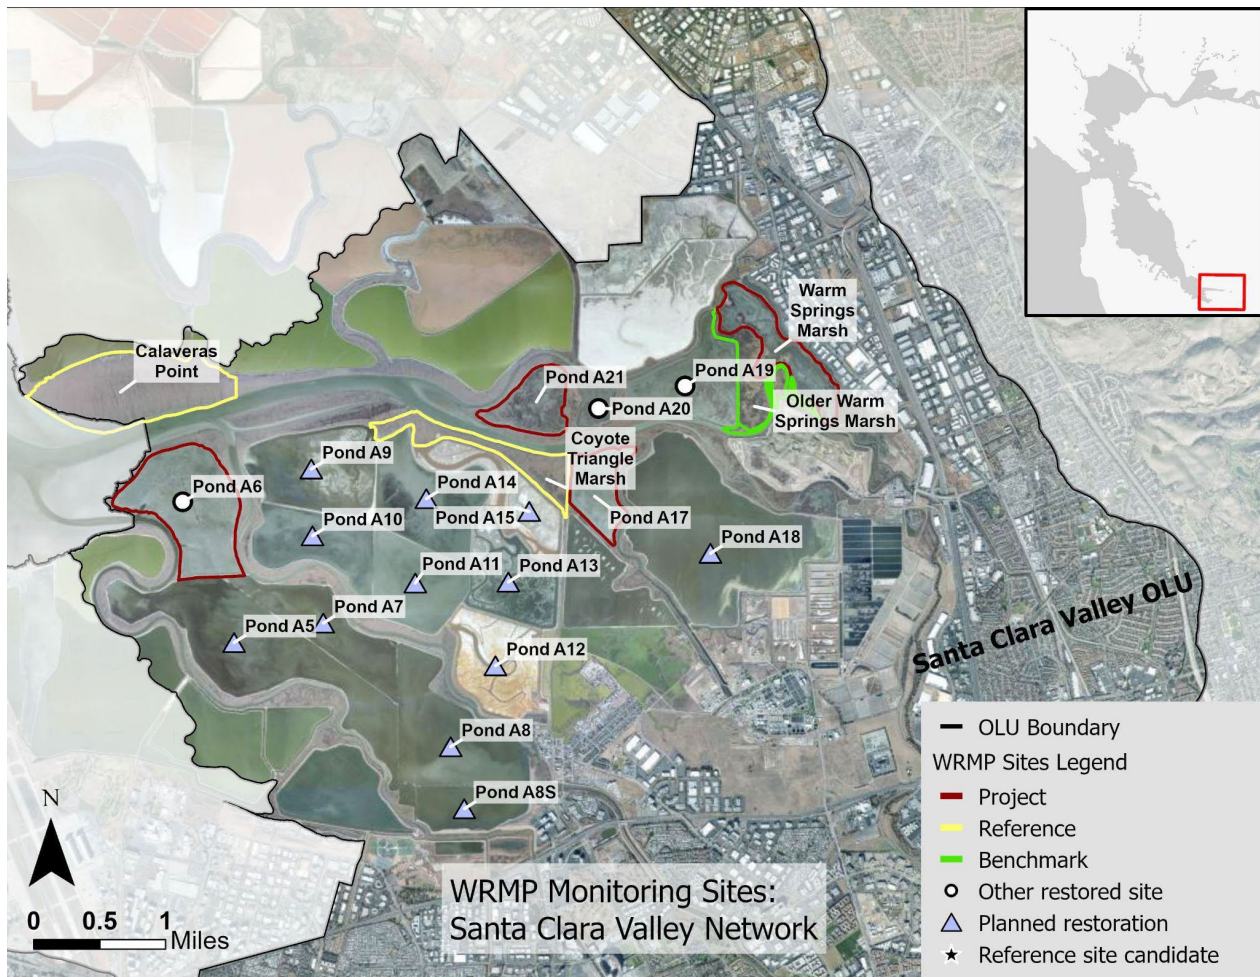 Calaveras
Point
Warm
Springs
Marsh
Pond A21
Pond A19
Pond A20
Older Warm
Springs Marsh
Coyote
Triangle
Marsh
Pond A9
Pond A6
Pond A14
Pond A15
Pond A17
Pond A10
Pond A18
Pond A11
Pond A13
Pond A7
Pond A5
Pond A12
Pond A8
Pond A8S
Santa Clara Valley OLU
N
0 0.5 1
Miles
WRMP Monitoring Sites:
Santa Clara Valley Network
OLU Boundary
WRMP Sites Legend
Project
Reference
Benchmark
Other restored site
Planned restoration
Reference site candidate